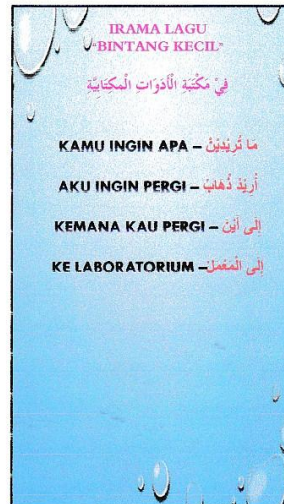 IRAMA LAGU
"BINTANG KECIL"
فِيْ مَكْتَبَةِ الْأَدَوَاتِ الْمَكِتَابِيَّةِ
KAMU INGIN APA – مَا تُرِيْدِيْنَ
AKU INGIN PERGI – أُرِيْدُ ذُهَابَ
KEMANA KAU PERGI – إِلَى أَيْنَ
KE LABORATORIUM – إِلَى الْمَعْمَلِ